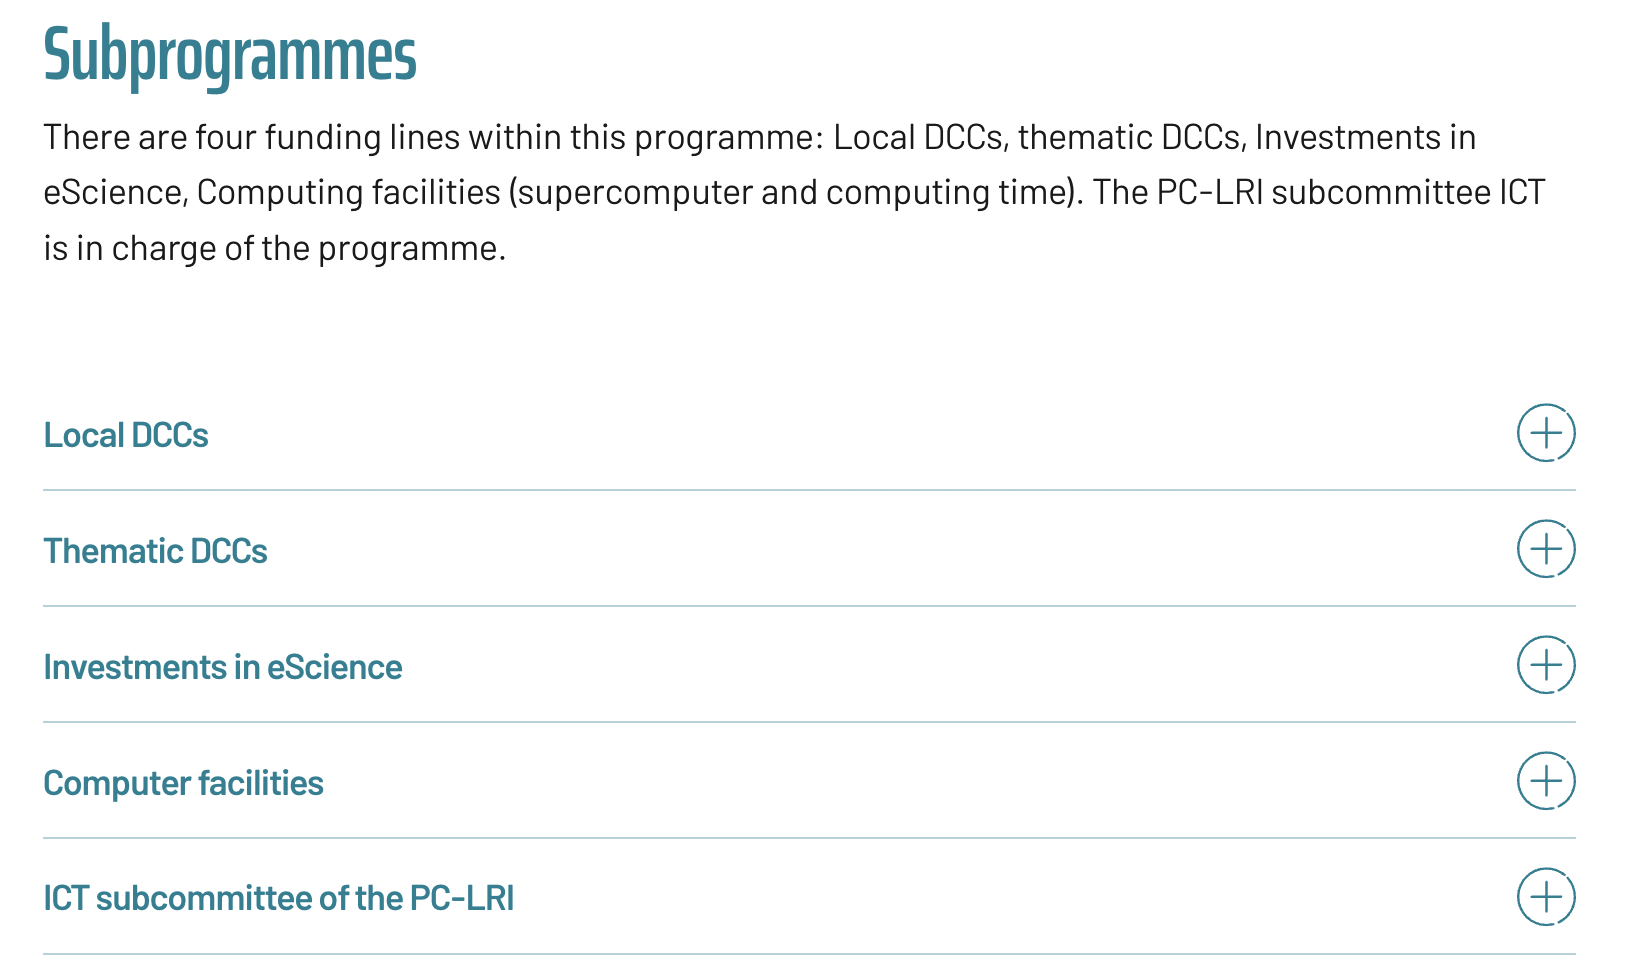 Subprogrammes
There are four funding lines within this programme: Local DCCs, thematic DCCs, Investments in
eScience, Computing facilities (supercomputer and computing time). The PC-LRI subcommittee ICT
is in charge of the programme.
Local DCCs
Thematic DCCs
Investments in eScience
Computer facilities
ICT subcommittee of the PC-LRI